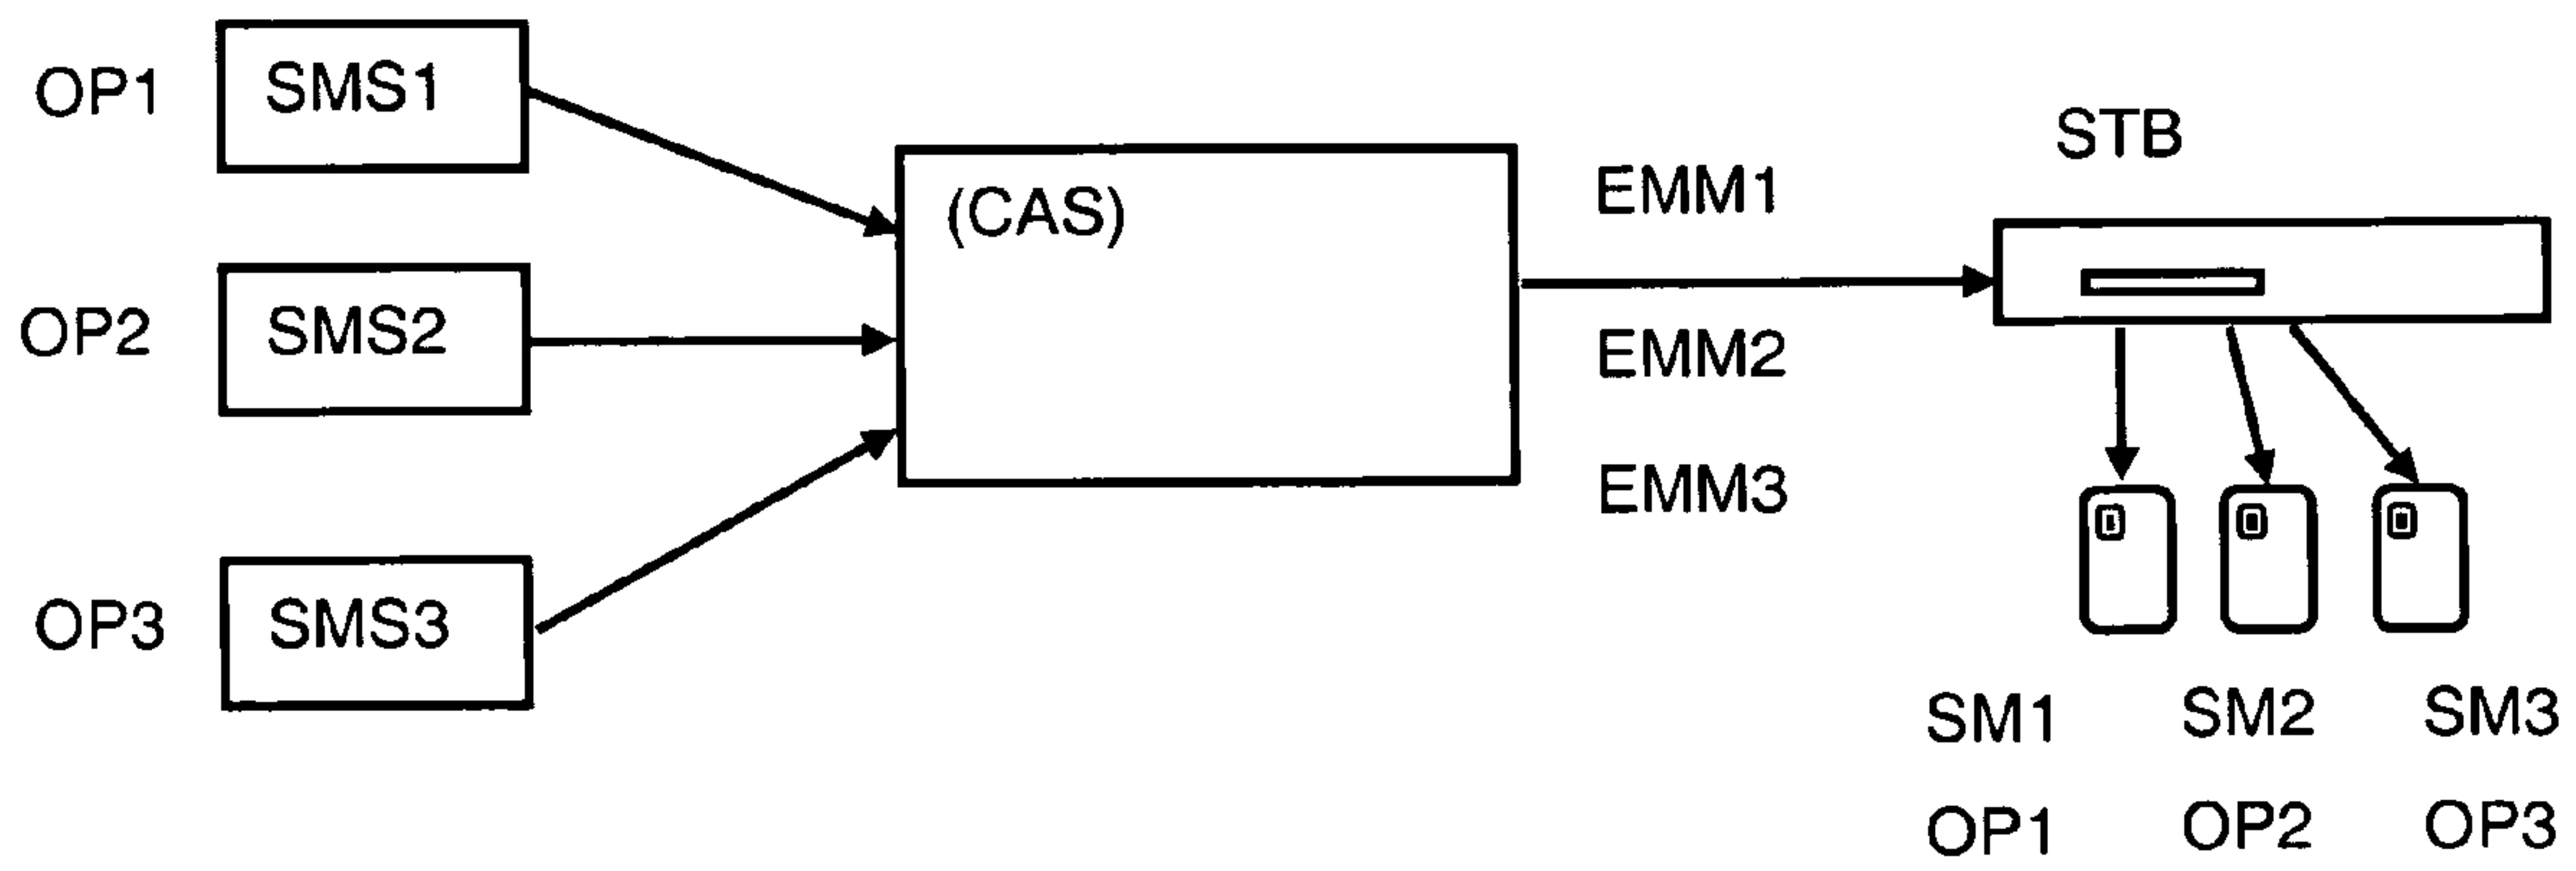 OP1 SMS1
OP2 SMS2
OP3 SMS3
(CAS)
EMM1
EMM2
EMM3
STB
SM1 SM2 SM3
OP1 OP2 OP3